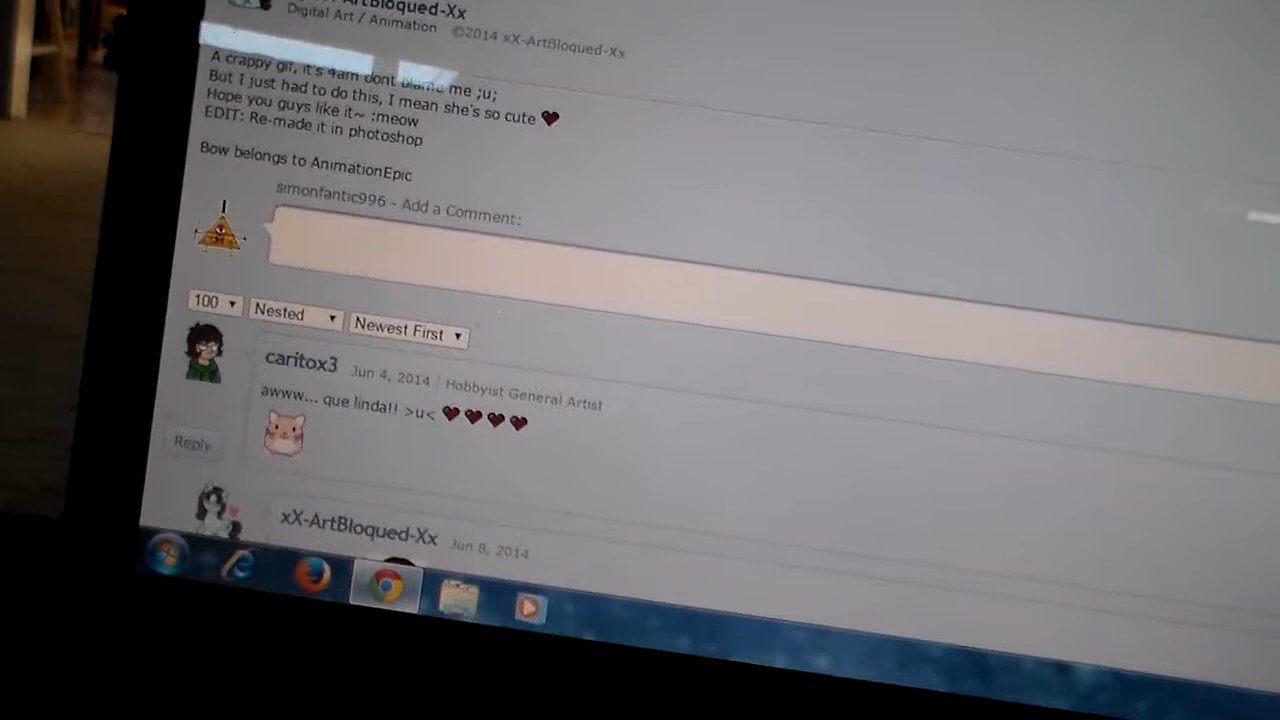 ArtBloqued-Xx
Digital Art / Animation ©2014 xX-ArtBloqued-Xx
A crappy gif, it's 4am dont blame me ;u;
But I just had to do this, I mean she's so cute
Hope you guys like it~ :meow
EDIT: Re-made it in photoshop
Bow belongs to AnimationEpic
simonfantic996 - Add a Comment:
100 Nested Newest First
caritox3 Jun 4, 2014 | Hobbyist General Artist
awww... que linda!! >u< 
Reply
xX-ArtBloqued-Xx Jun 8, 2014